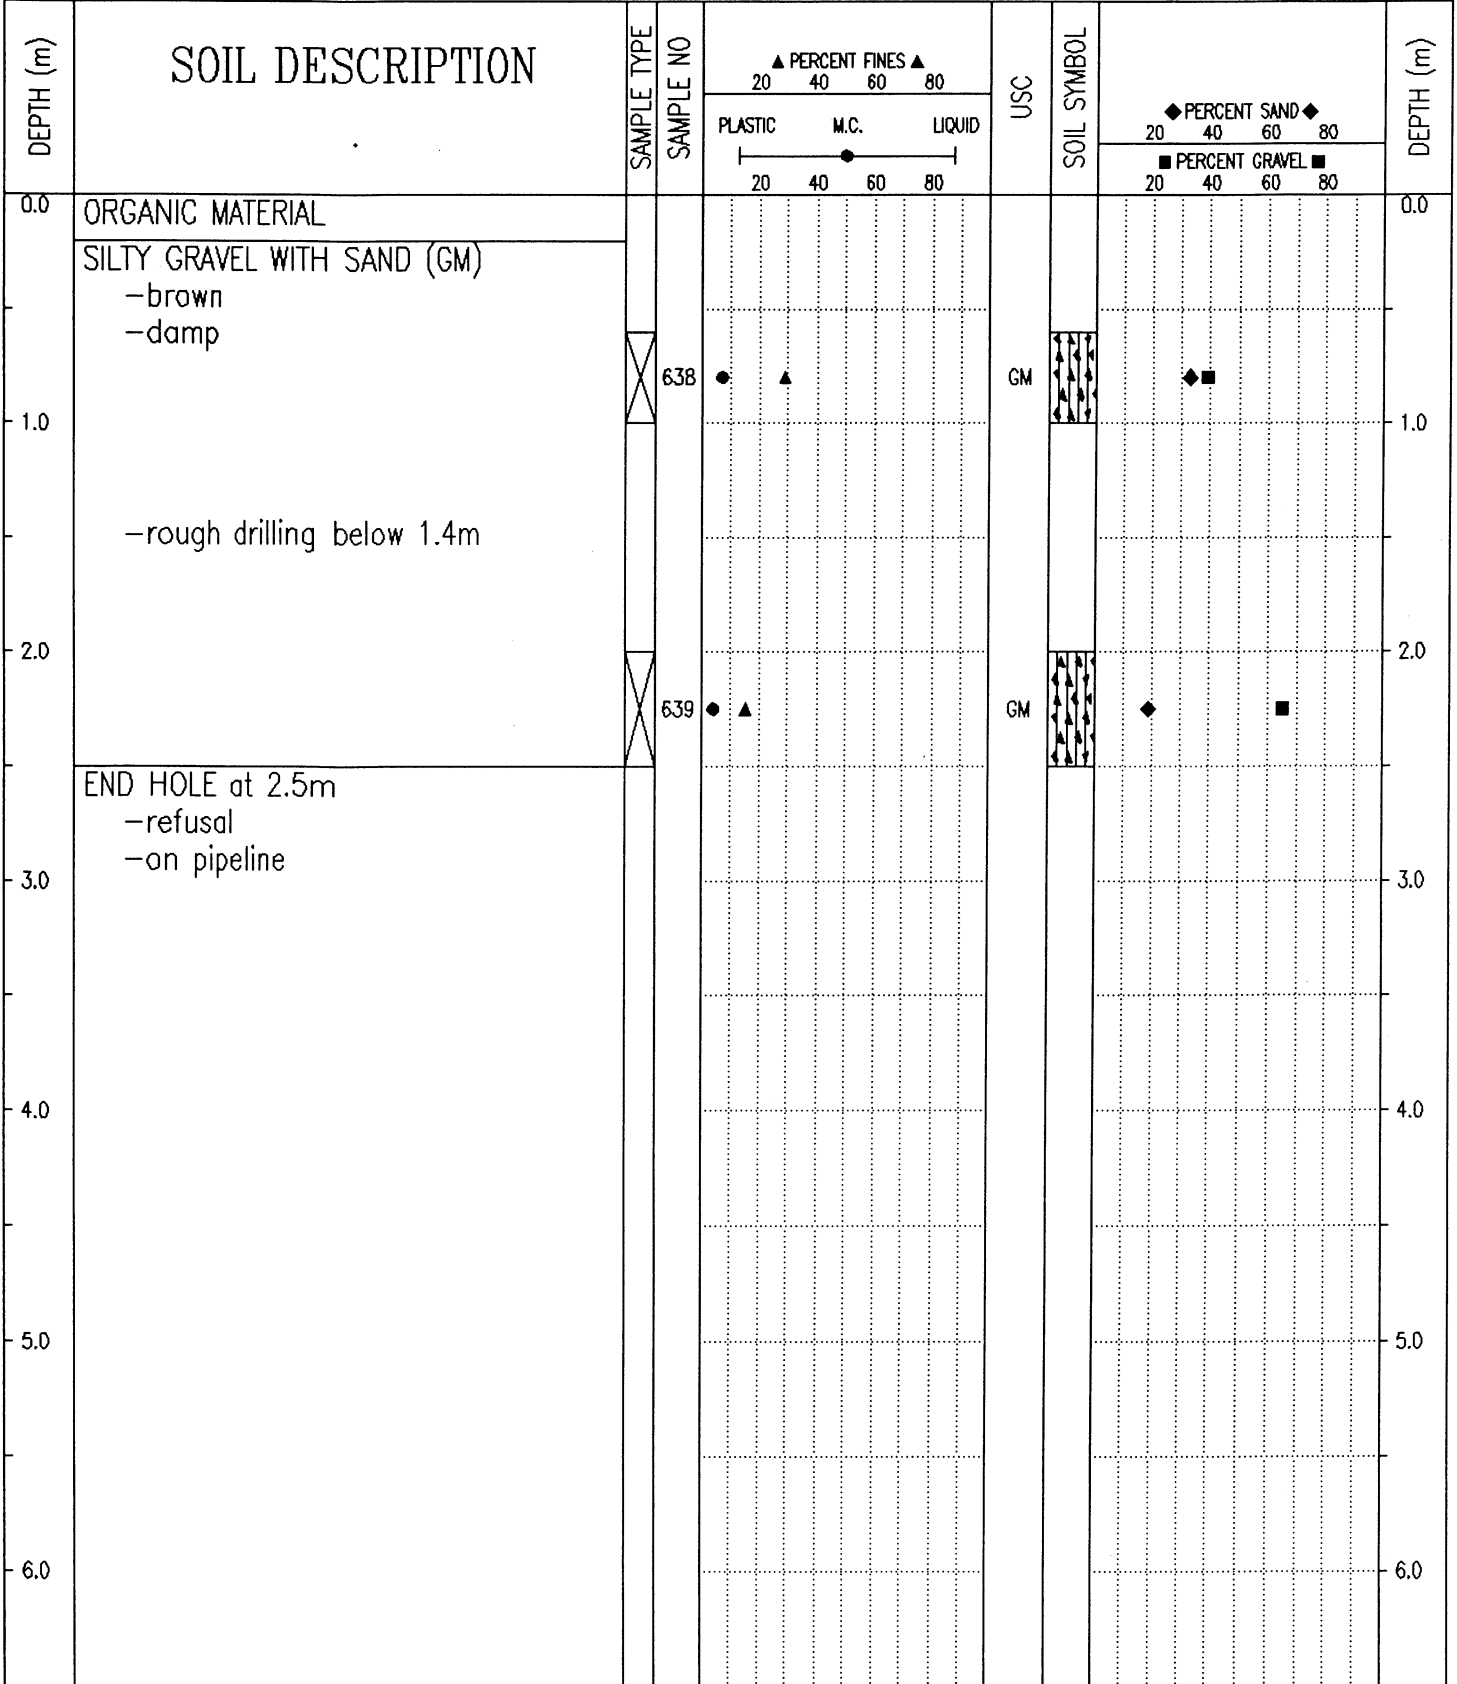 DEPTH (m)
SOIL DESCRIPTION
SAMPLE TYPE
SAMPLE NO
▲ PERCENT FINES ▲
20 40 60 80
PLASTIC M.C. LIQUID
20 40 60 80
USC
SOIL SYMBOL
◆ PERCENT SAND ◆
20 40 60 80
■ PERCENT GRAVEL ■
20 40 60 80
DEPTH (m)
0.0 ORGANIC MATERIAL 0.0
SILTY GRAVEL WITH SAND (GM)
-brown
-damp
638 GM
1.0 1.0
-rough drilling below 1.4m
2.0 2.0
639 GM
END HOLE at 2.5m
-refusal
-on pipeline
3.0 3.0
4.0 4.0
5.0 5.0
6.0 6.0